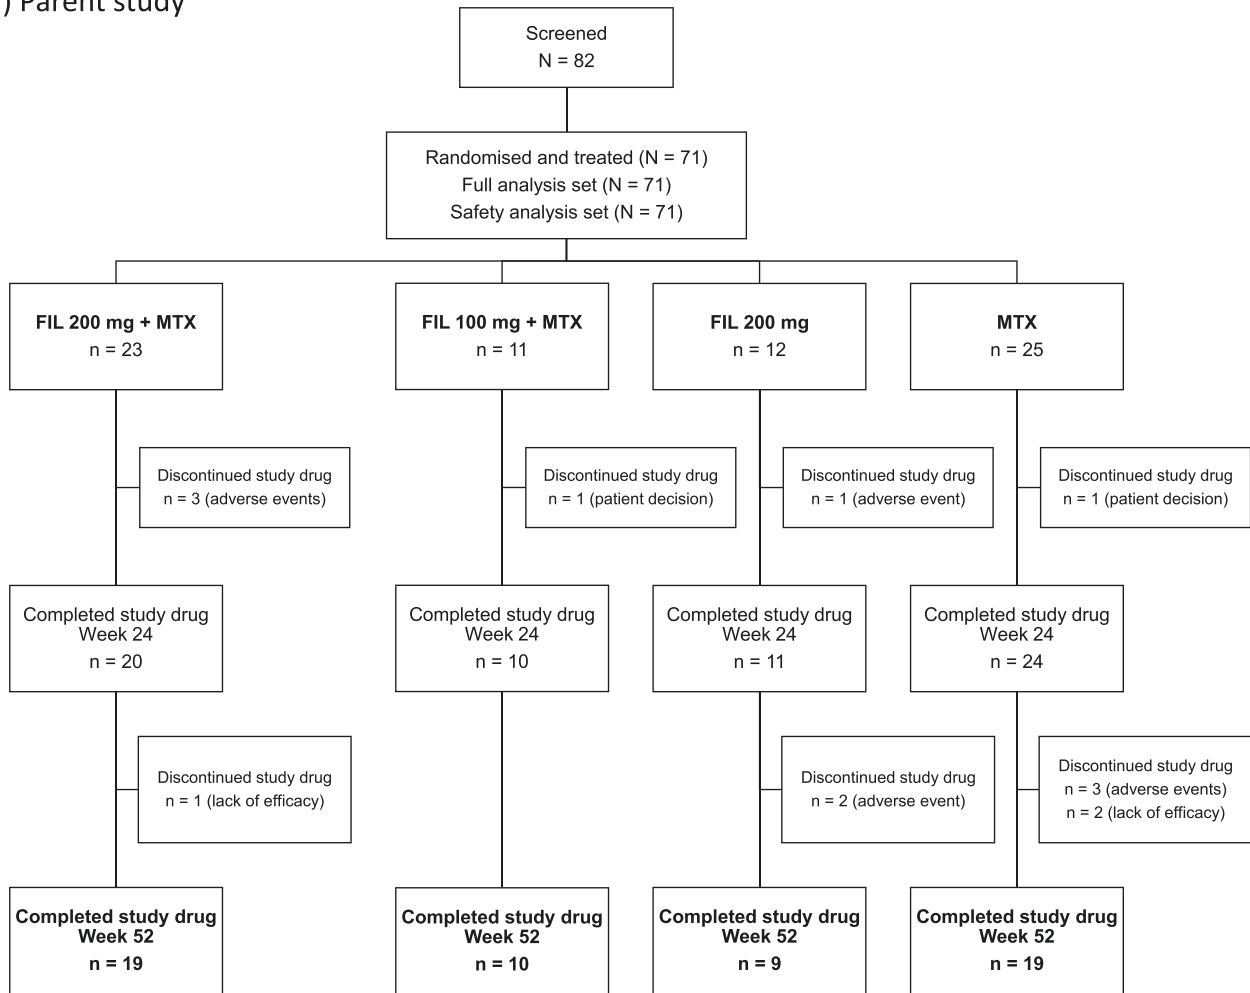 ) Parent study
Screened
N = 82
Randomised and treated (N = 71)
Full analysis set (N = 71)
Safety analysis set (N = 71)
FIL 200 mg + MTX
n = 23
FIL 100 mg + MTX
n = 11
FIL 200 mg
n = 12
MTX
n = 25
Discontinued study drug
n = 3 (adverse events)
Discontinued study drug
n = 1 (patient decision)
Discontinued study drug
n = 1 (adverse event)
Discontinued study drug
n = 1 (patient decision)
Completed study drug
Week 24
n = 20
Completed study drug
Week 24
n = 10
Completed study drug
Week 24
n = 11
Completed study drug
Week 24
n = 24
Discontinued study drug
n = 1 (lack of efficacy)
Discontinued study drug
n = 2 (adverse event)
Discontinued study drug
n = 3 (adverse events)
n = 2 (lack of efficacy)
Completed study drug
Week 52
n = 19
Completed study drug
Week 52
n = 10
Completed study drug
Week 52
n = 9
Completed study drug
Week 52
n = 19